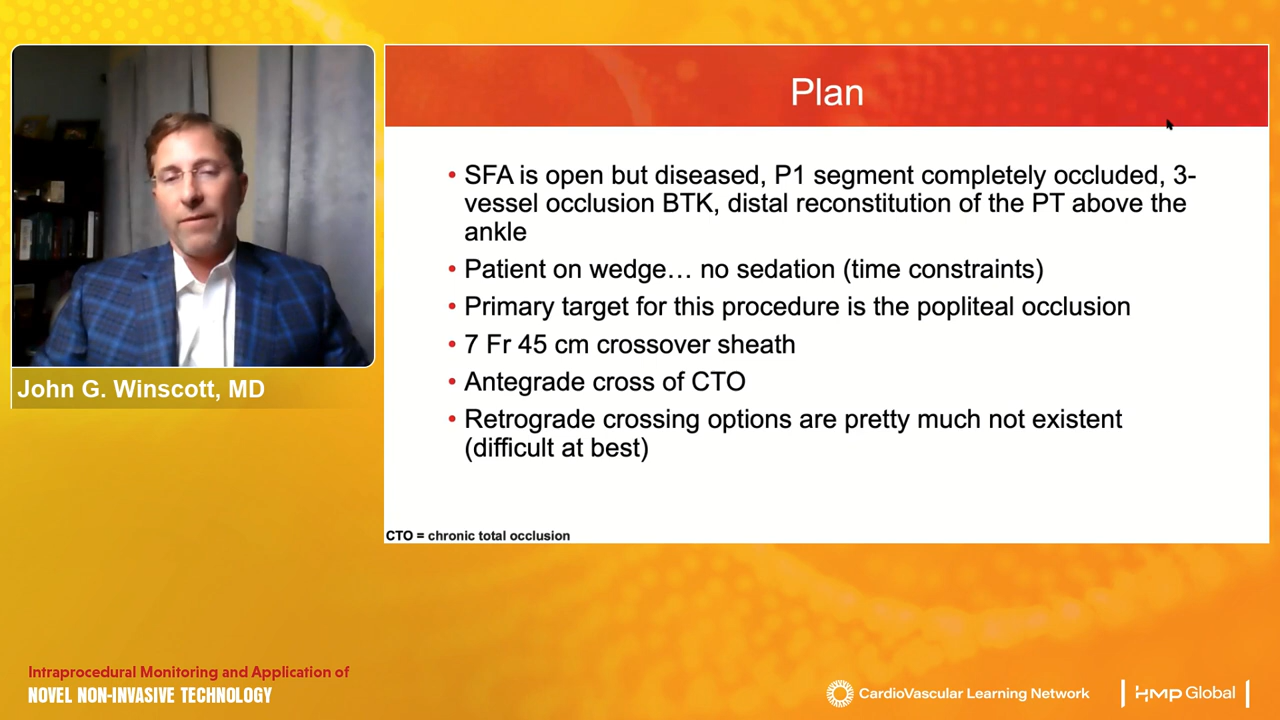 Plan
• SFA is open but diseased, P1 segment completely occluded, 3-
vessel occlusion BTK, distal reconstitution of the PT above the
ankle
• Patient on wedge… no sedation (time constraints)
• Primary target for this procedure is the popliteal occlusion
• 7 Fr 45 cm crossover sheath
• Antegrade cross of CTO
• Retrograde crossing options are pretty much not existent
(difficult at best)
CTO = chronic total occlusion
John G. Winscott, MD
Intraprocedural Monitoring and Application of
NOVEL NON-INVASIVE TECHNOLOGY
CardioVascular Learning Network
HMP Global